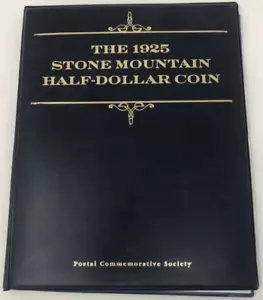 THE 1925
STONE MOUNTAIN
HALF-DOLLAR COIN
Postal Commemorative Society